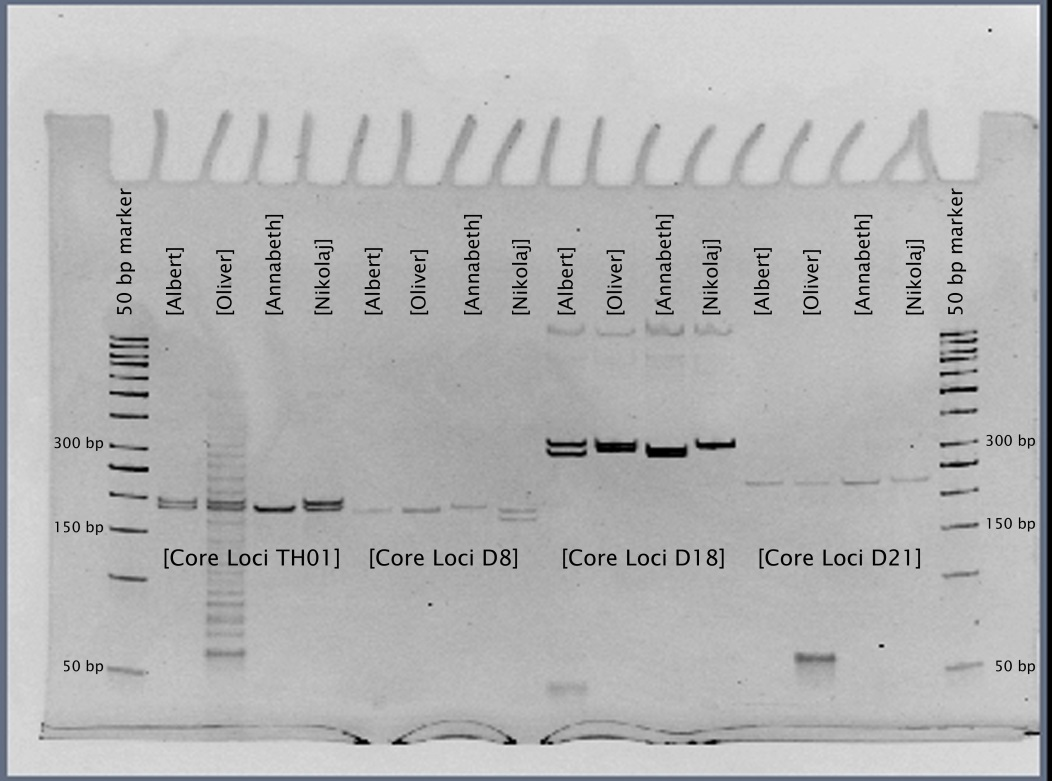 50 bp marker
[Albert]
[Oliver]
[Annabeth]
[Nikolaj]
[Albert]
[Oliver]
[Annabeth]
[Nikolaj]
[Albert]
[Oliver]
[Annabeth]
[Nikolaj]
[Albert]
[Oliver]
[Annabeth]
[Nikolaj]
50 bp marker
300 bp
300 bp
150 bp
150 bp
[Core Loci TH01]
[Core Loci D8]
[Core Loci D18]
[Core Loci D21]
50 bp
50 bp